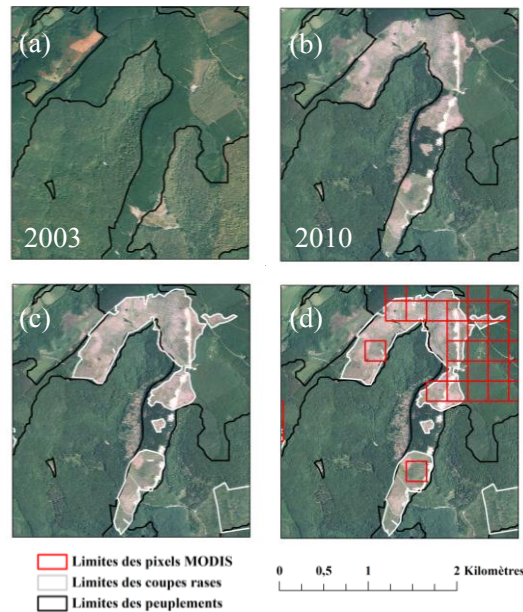 (a)
(b)
2003
2010
(c)
(d)
Limites des pixels MODIS
Limites des coupes rases
Limites des peuplements
0 0,5 1 2 Kilomètres